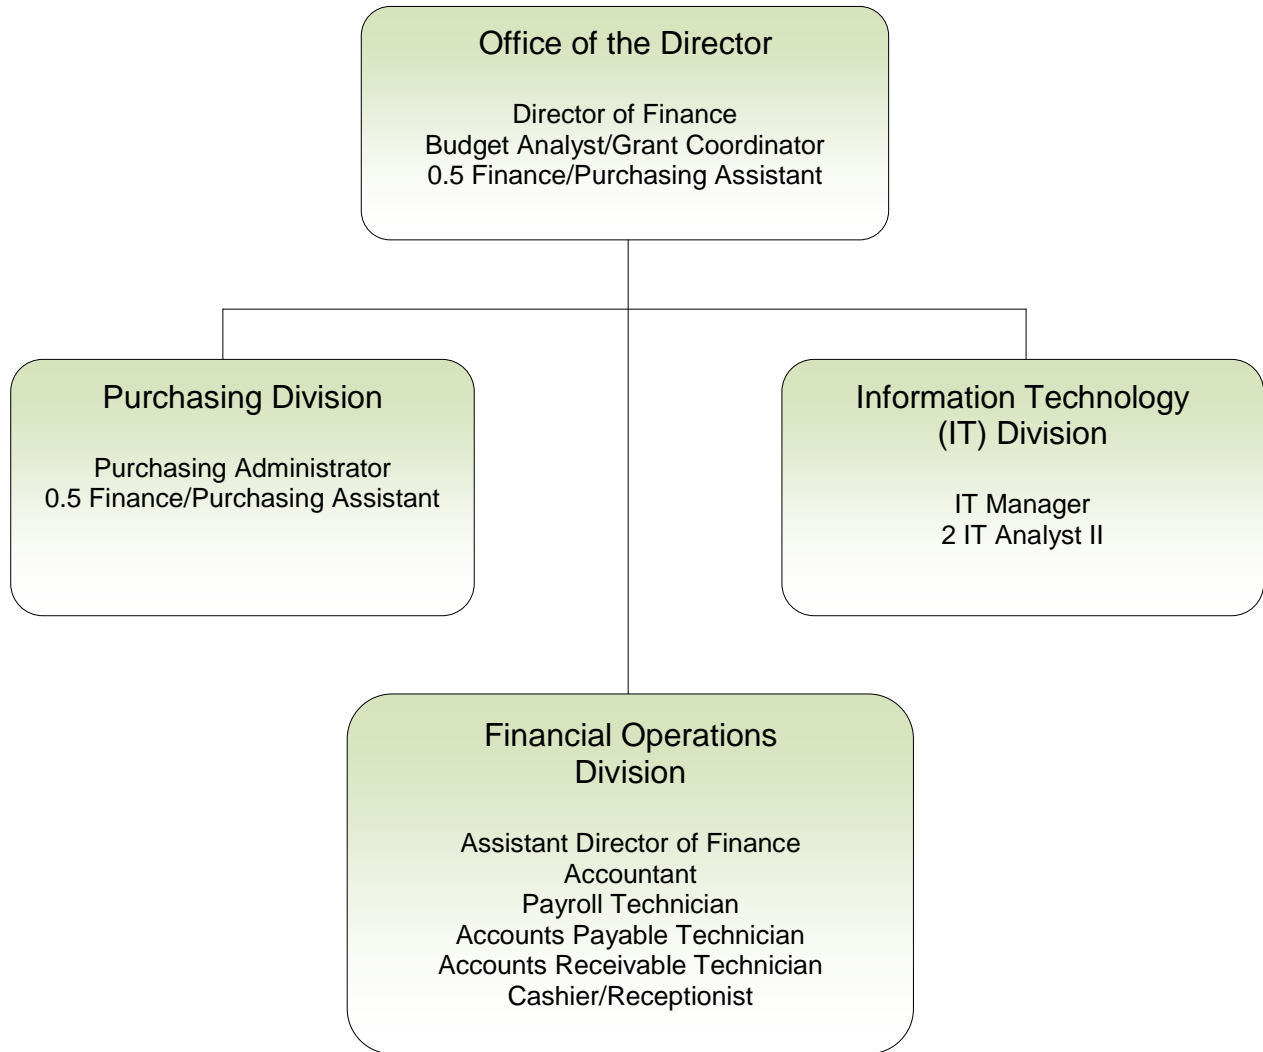 Office of the Director
Director of Finance
Budget Analyst/Grant Coordinator
0.5 Finance/Purchasing Assistant
Purchasing Division
Purchasing Administrator
0.5 Finance/Purchasing Assistant
Information Technology
(IT) Division
IT Manager
2 IT Analyst II
Financial Operations
Division
Assistant Director of Finance
Accountant
Payroll Technician
Accounts Payable Technician
Accounts Receivable Technician
Cashier/Receptionist